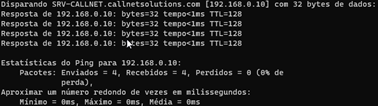 Disparando SRV-CALLNET.callnetsolutions.com [192.168.0.10] com 32 bytes de dados:
Resposta de 192.168.0.10: bytes=32 tempo<1ms TTL=128
Resposta de 192.168.0.10: bytes=32 tempo<1ms TTL=128
Resposta de 192.168.0.10: bytes=32 tempo<1ms TTL=128
Resposta de 192.168.0.10: bytes=32 tempo<1ms TTL=128
Estatísticas do Ping para 192.168.0.10:
Pacotes: Enviados = 4, Recebidos = 4, Perdidos = 0 (0% de
perda),
Aproximar um número redondo de vezes em milissegundos:
Mínimo = 0ms, Máximo = 0ms, Média = 0ms